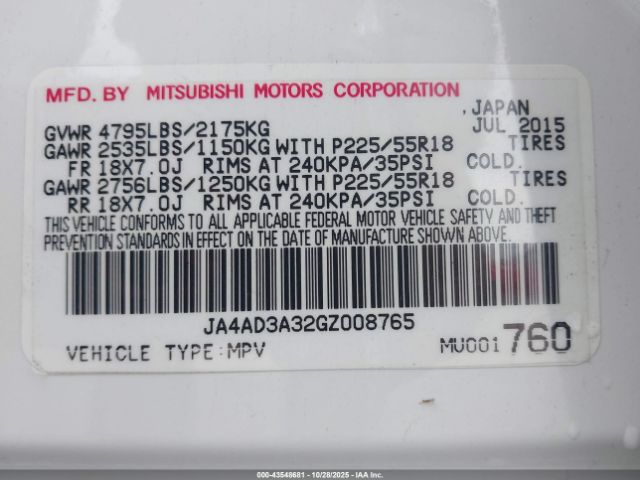 MFD. BY MITSUBISHI MOTORS CORPORATION
, JAPAN
GVWR 4795LBS/2175KG JUL 2015
GAWR 2535LBS/1150KG WITH P225/55R18 TIRES
FR 18X7.0J RIMS AT 240KPA/35PSI COLD.
GAWR 2756LBS/1250KG WITH P225/55R18 TIRES
RR 18X7.0J RIMS AT 240KPA/35PSI COLD.
THIS VEHICLE CONFORMS TO ALL APPLICABLE FEDERAL MOTOR VEHICLE SAFETY AND THEFT
PREVENTION STANDARDS IN EFFECT ON THE DATE OF MANUFACTURE SHOWN ABOVE.
JA4AD3A32GZ008765
VEHICLE TYPE:MPV MU001 760
000-43548681 - 10/28/2025 - IAAI.CA